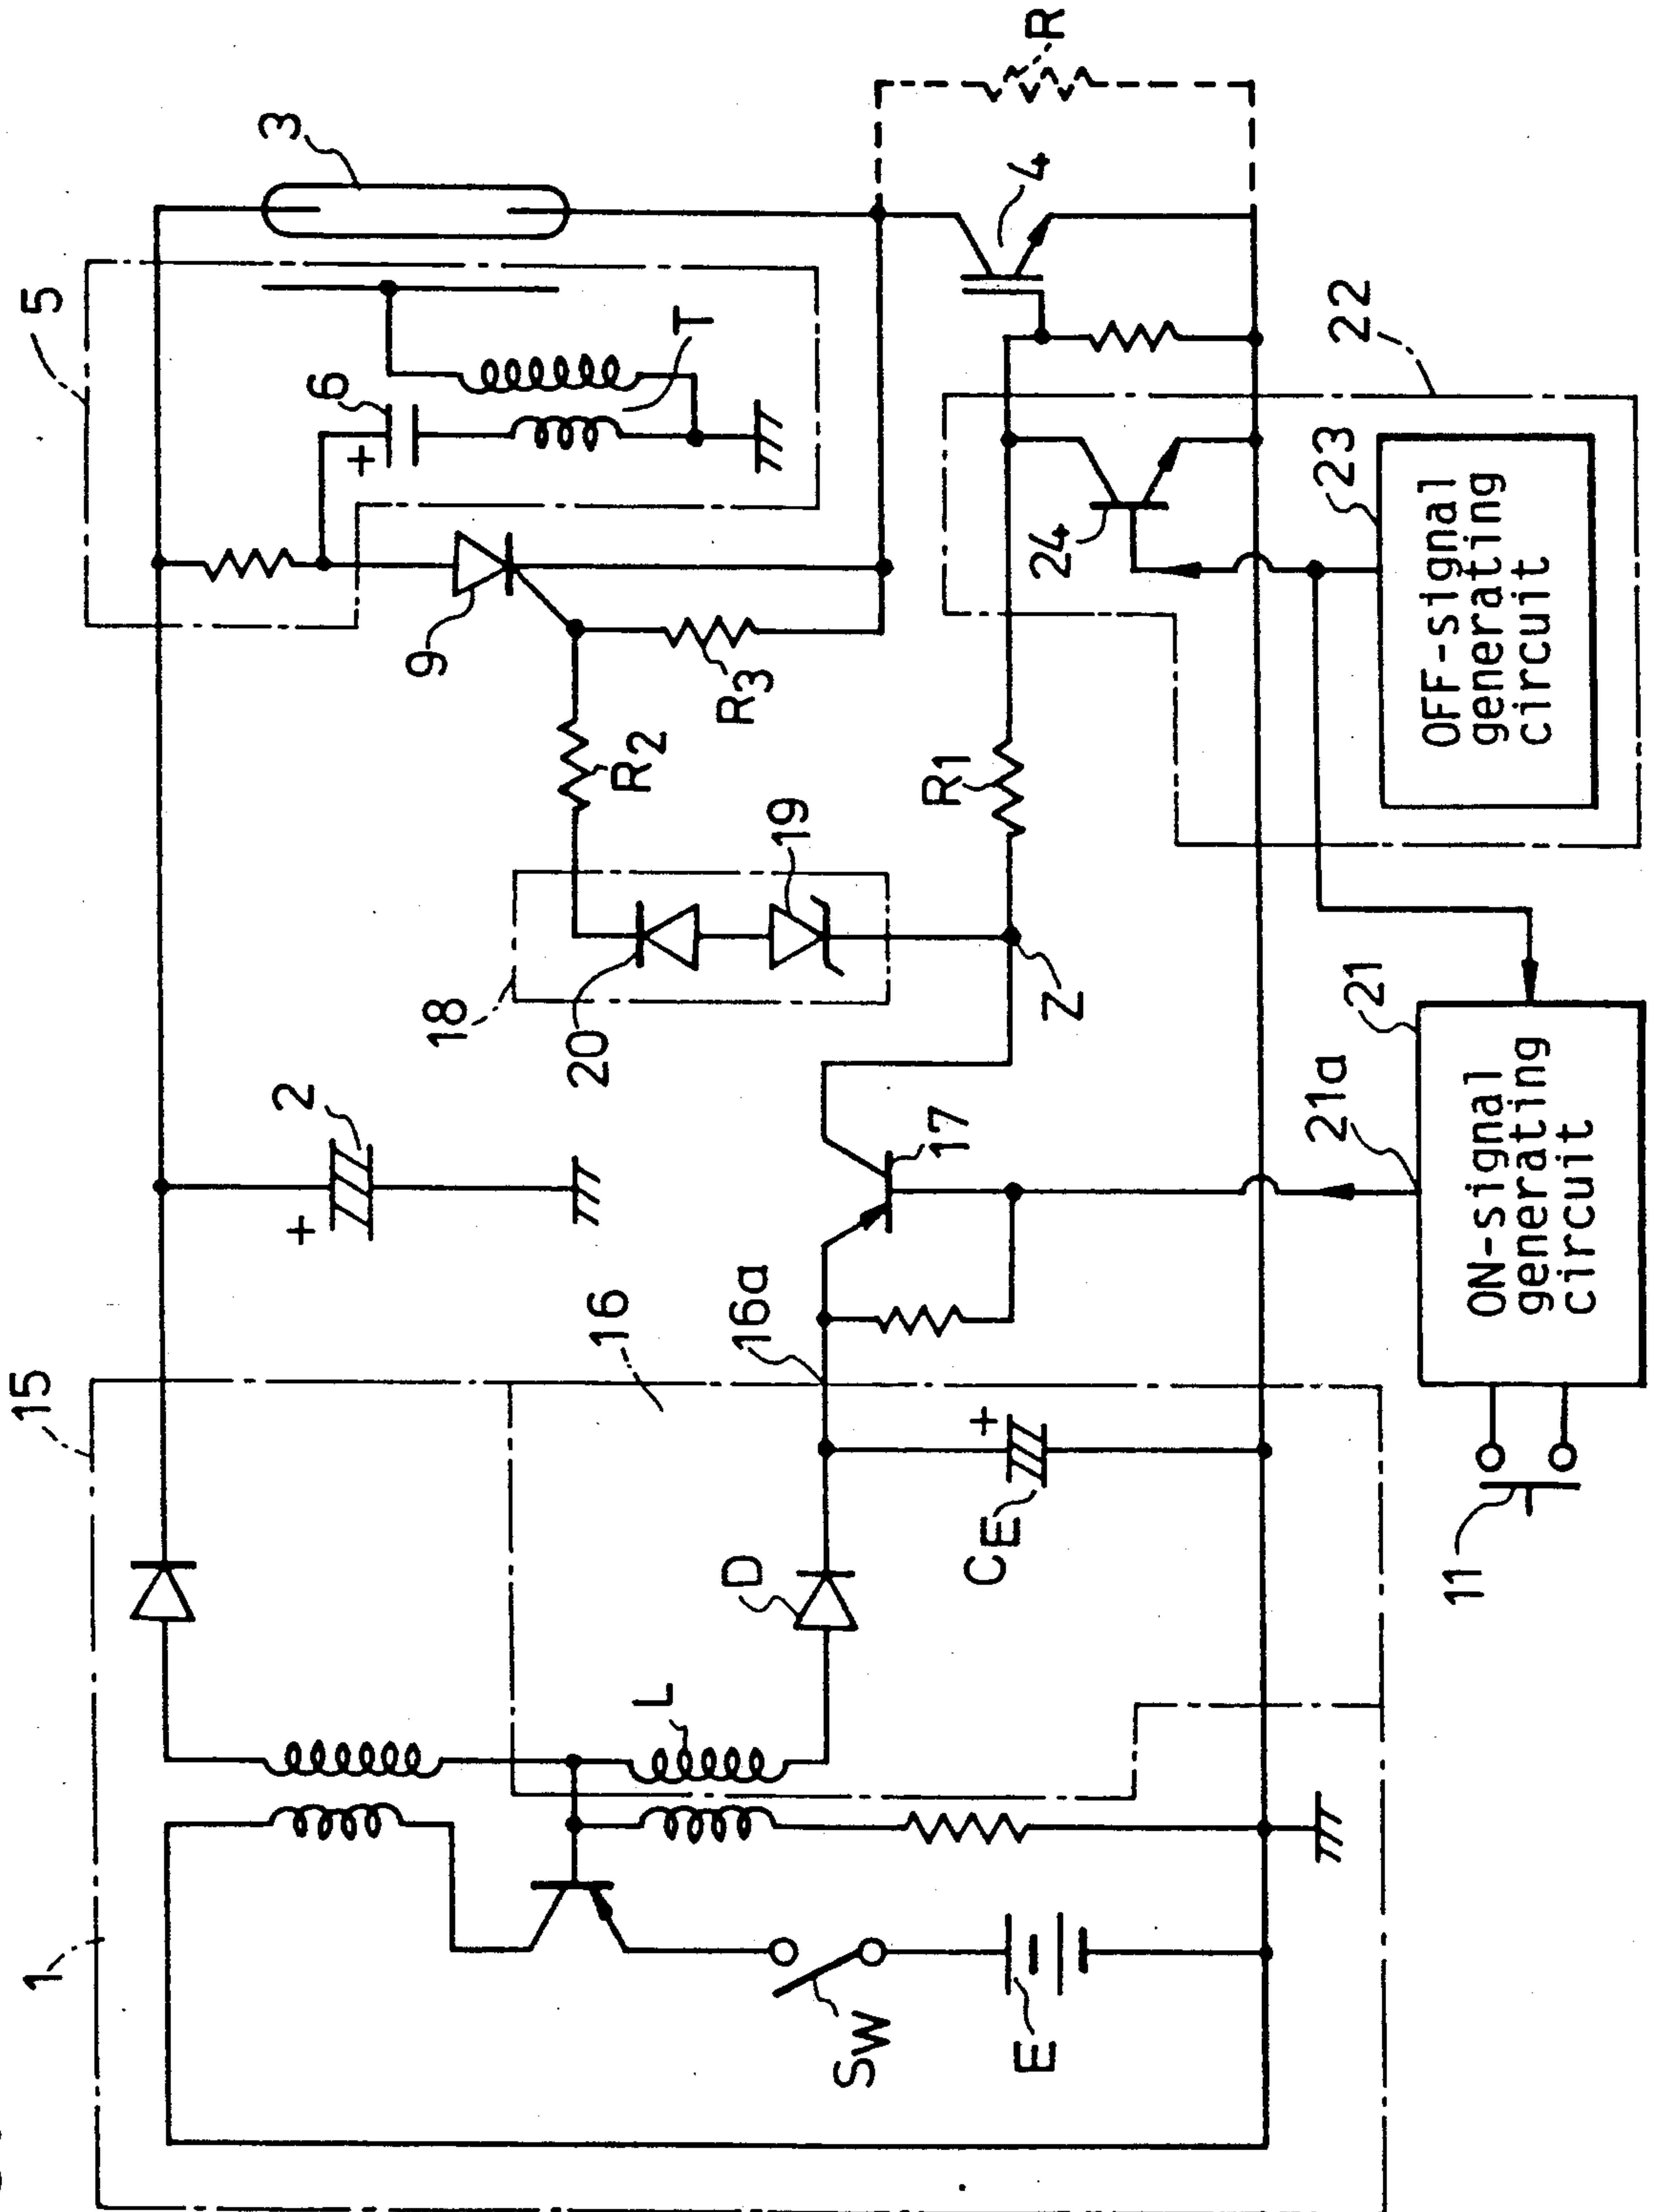 1
15
16
16a
2
17
18
20
19
Z
R2
R3
R1
9
5
6
T
3
4
R
22
24
23
OFF-signal
generating
circuit
21
21a
ON-signal
generating
circuit
11
CE
D
L
SW
E
+
+
+